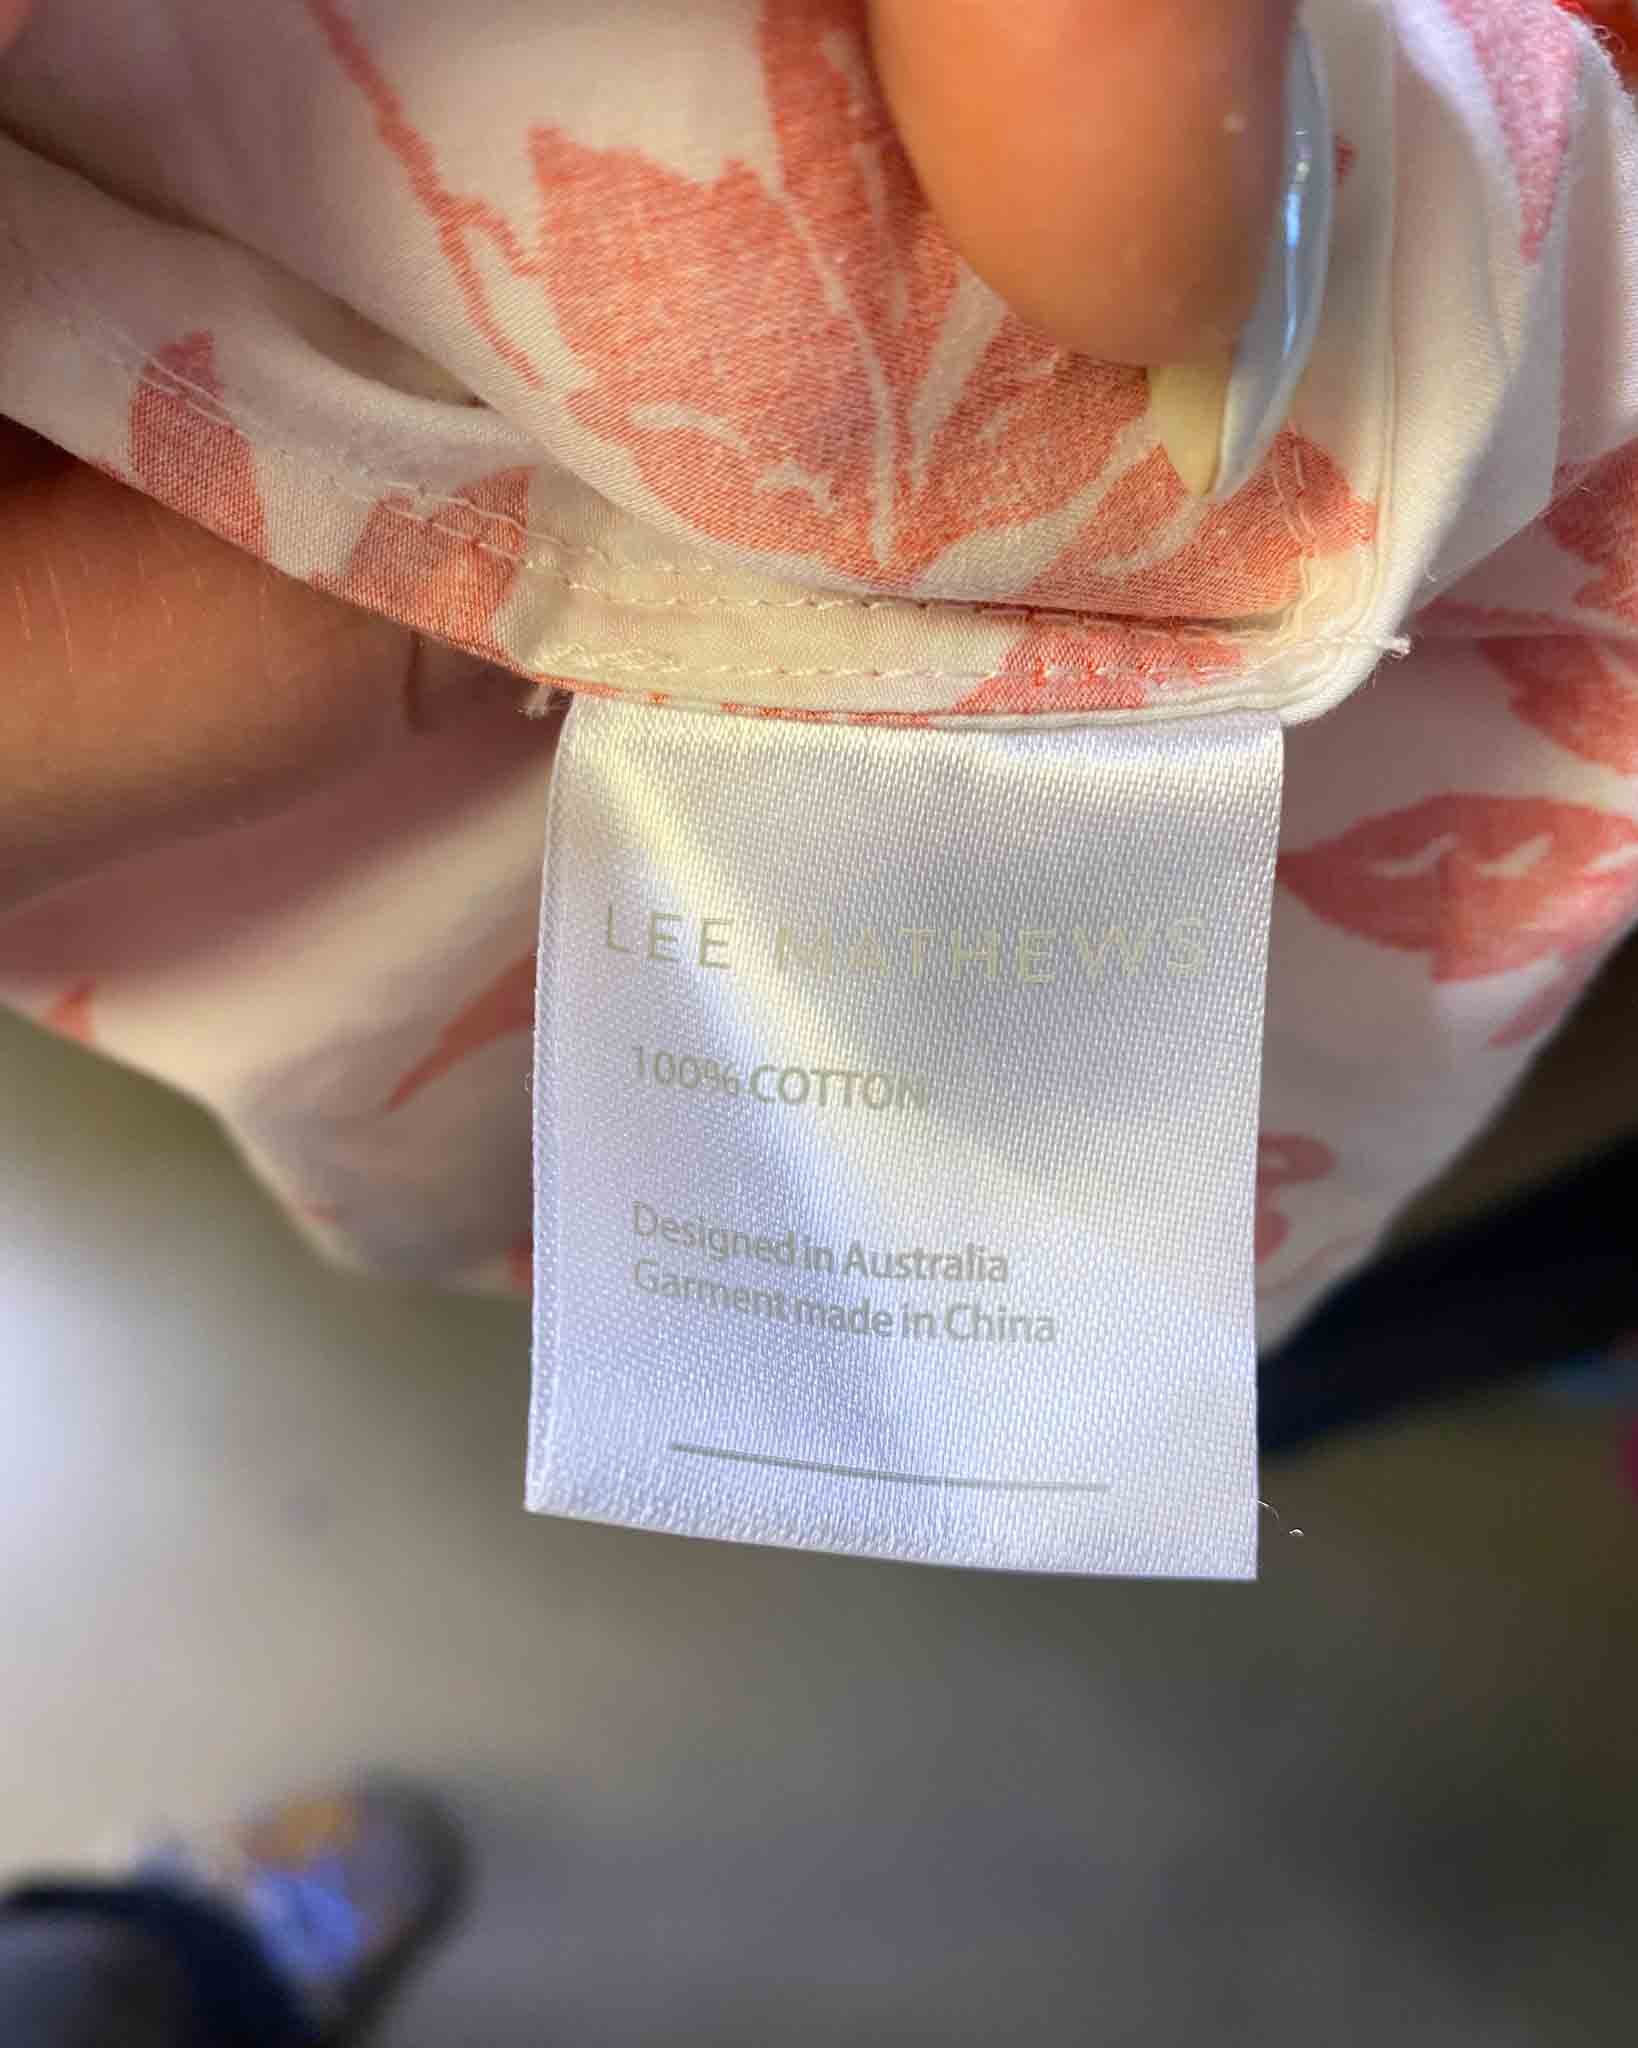 LEE MATHEWS
100% COTTON
Designed in Australia
Garment made in China